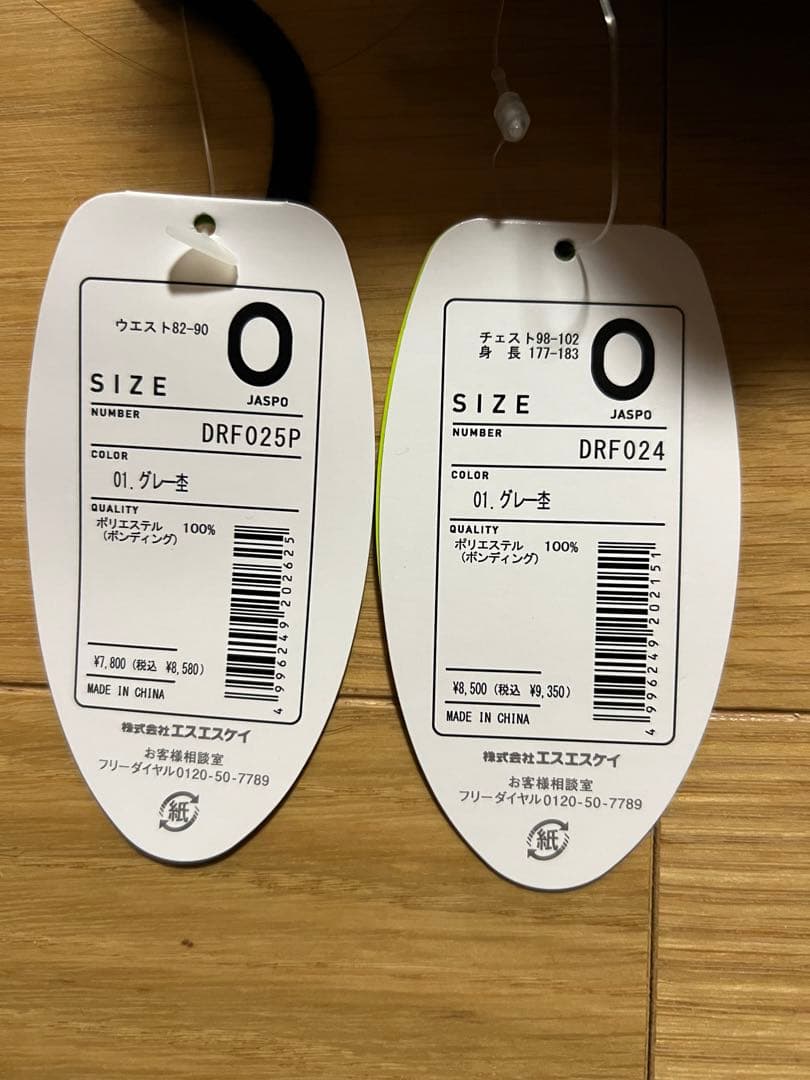 ウエスト82-90
O
SIZE
JASPO
NUMBER
DRF025P
COLOR
01.グレー杢
QUALITY
ポリエステル 100%
(ボンディング)
4 996249 202625
¥7,800(税込 ¥8,580)
MADE IN CHINA
株式会社エスエスケイ
お客様相談室
フリーダイヤル0120-50-7789
紙
チェスト98-102
身 長 177-183
O
SIZE
JASPO
NUMBER
DRF024
COLOR
01.グレー杢
QUALITY
ポリエステル 100%
(ボンディング)
4 996249 202151
¥8,500(税込 ¥9,350)
MADE IN CHINA
株式会社エスエスケイ
お客様相談室
フリーダイヤル0120-50-7789
紙